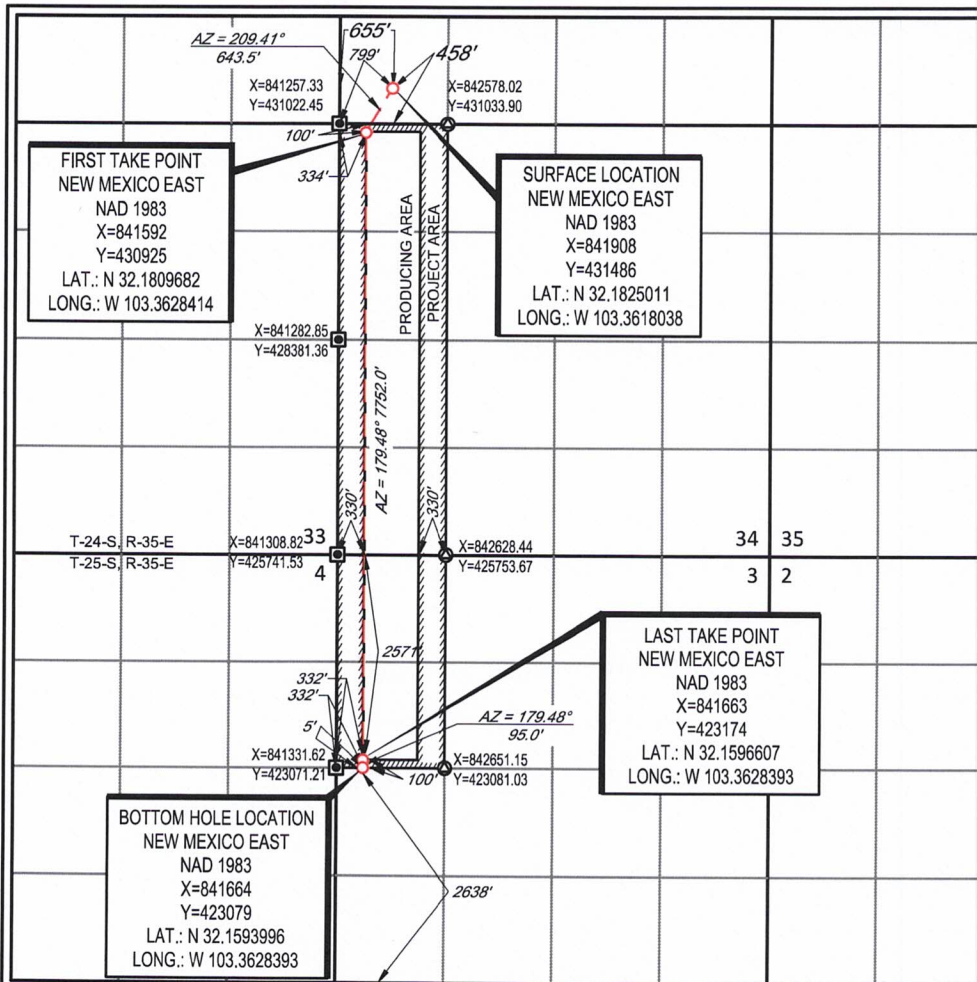 655'
AZ = 209.41°
643.5'
799'
458'
X=841257.33
Y=431022.45
X=842578.02
Y=431033.90
100'
334'
FIRST TAKE POINT
NEW MEXICO EAST
NAD 1983
X=841592
Y=430925
LAT.: N 32.1809682
LONG.: W 103.3628414
SURFACE LOCATION
NEW MEXICO EAST
NAD 1983
X=841908
Y=431486
LAT.: N 32.1825011
LONG.: W 103.3618038
PRODUCING AREA
PROJECT AREA
X=841282.85
Y=428381.36
AZ = 179.48° 7752.0'
330'
330'
T-24-S, R-35-E
T-25-S, R-35-E
X=841308.82
Y=425741.53
33
4
X=842628.44
Y=425753.67
34 35
3 2
2571'
332'
332'
5'
AZ = 179.48°
95.0'
X=841331.62
Y=423071.21
100'
X=842651.15
Y=423081.03
LAST TAKE POINT
NEW MEXICO EAST
NAD 1983
X=841663
Y=423174
LAT.: N 32.1596607
LONG.: W 103.3628393
BOTTOM HOLE LOCATION
NEW MEXICO EAST
NAD 1983
X=841664
Y=423079
LAT.: N 32.1593996
LONG.: W 103.3628393
2638'